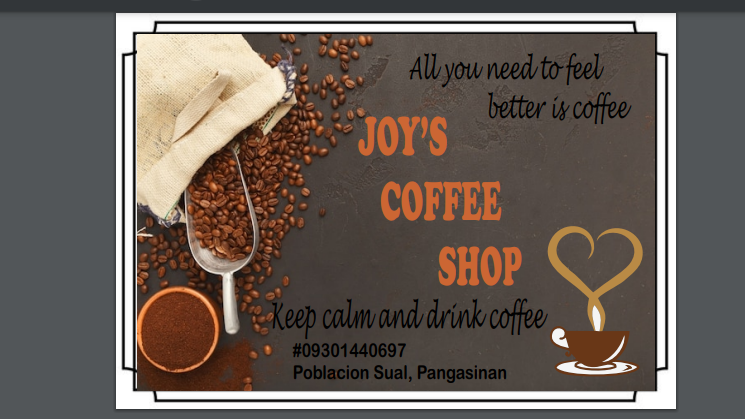 All you need to feel
better is coffee
JOY'S
COFFEE
SHOP
Keep calm and drink coffee
#09301440697
Poblacion Sual, Pangasinan